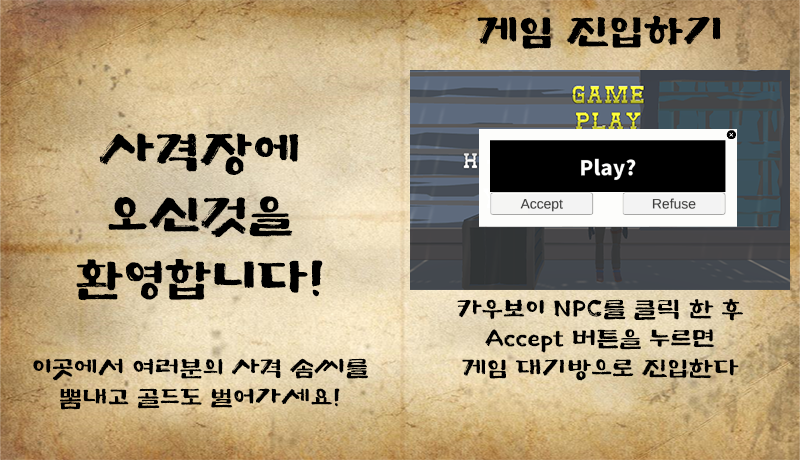 사격장에
오신것을
환영합니다!
이곳에서 여러분의 사격 솜씨를
뽐내고 골드도 벌어가세요!
게임 진입하기
GAME
PLAY
H
Play?
Accept
Refuse
카우보이 NPC를 클릭 한 후
Accept 버튼을 누르면
게임 대기방으로 진입한다